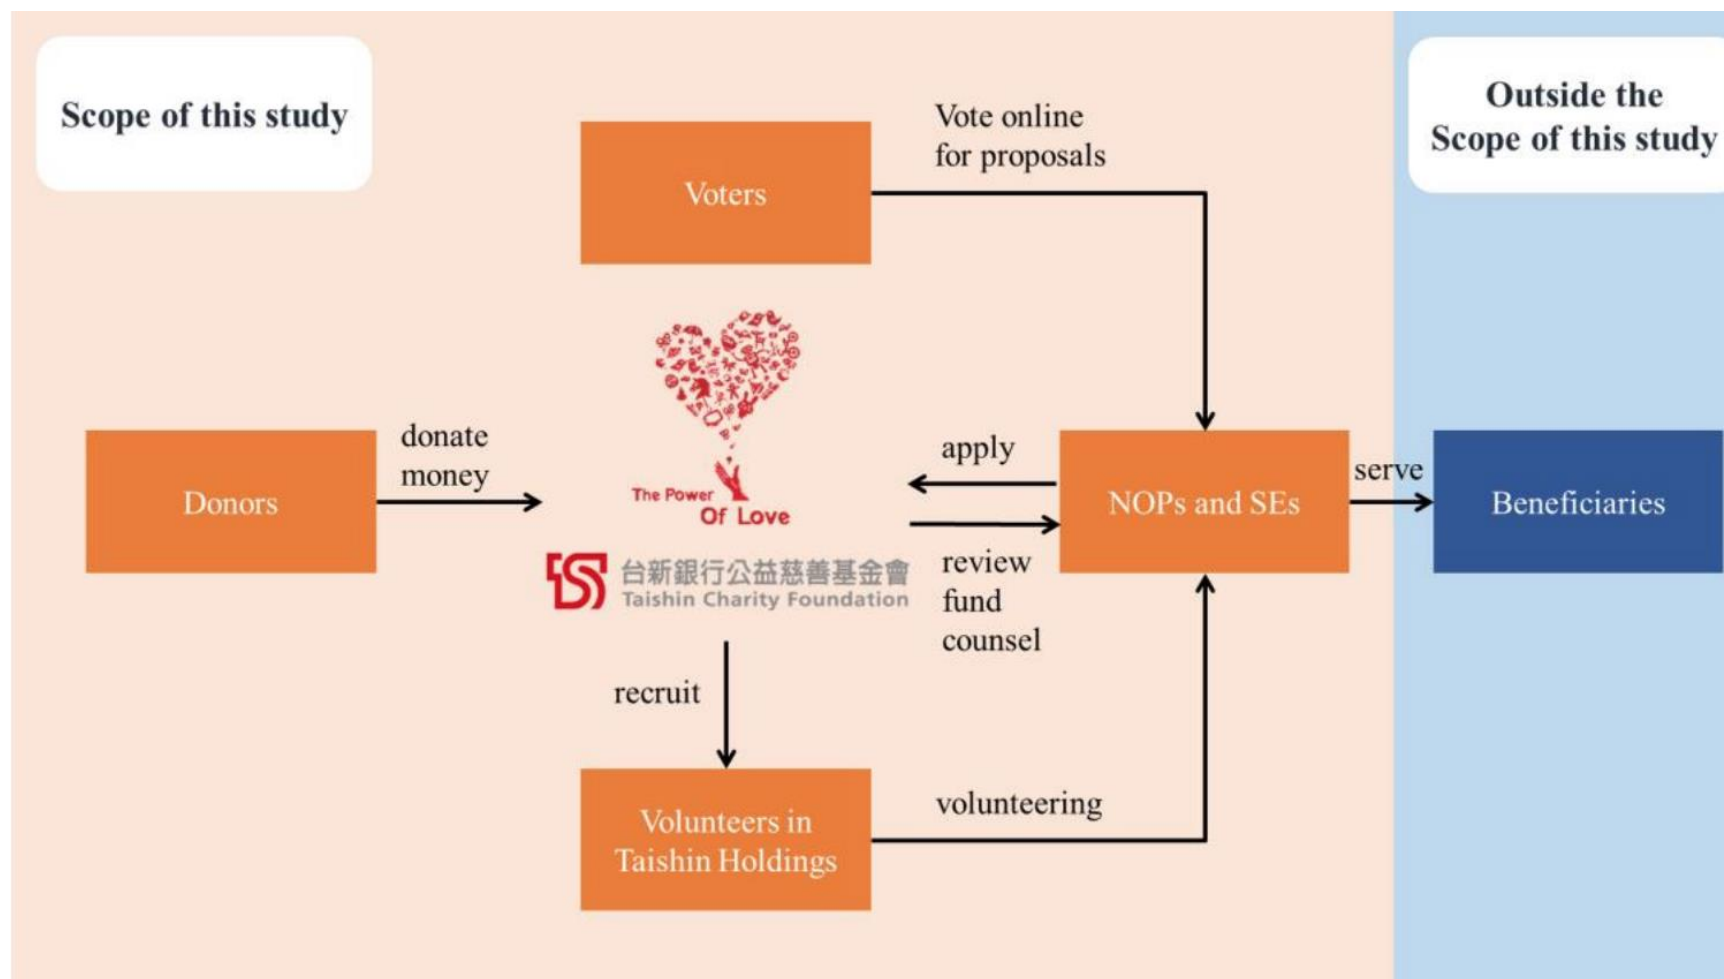 Scope of this study
Outside the
Scope of this study
Voters
Vote online
for proposals
Donors
donate
money
The Power
Of Love
台新銀行公益慈善基金會
Taishin Charity Foundation
apply
review
fund
counsel
NOPs and SEs
serve
Beneficiaries
recruit
Volunteers in
Taishin Holdings
volunteering